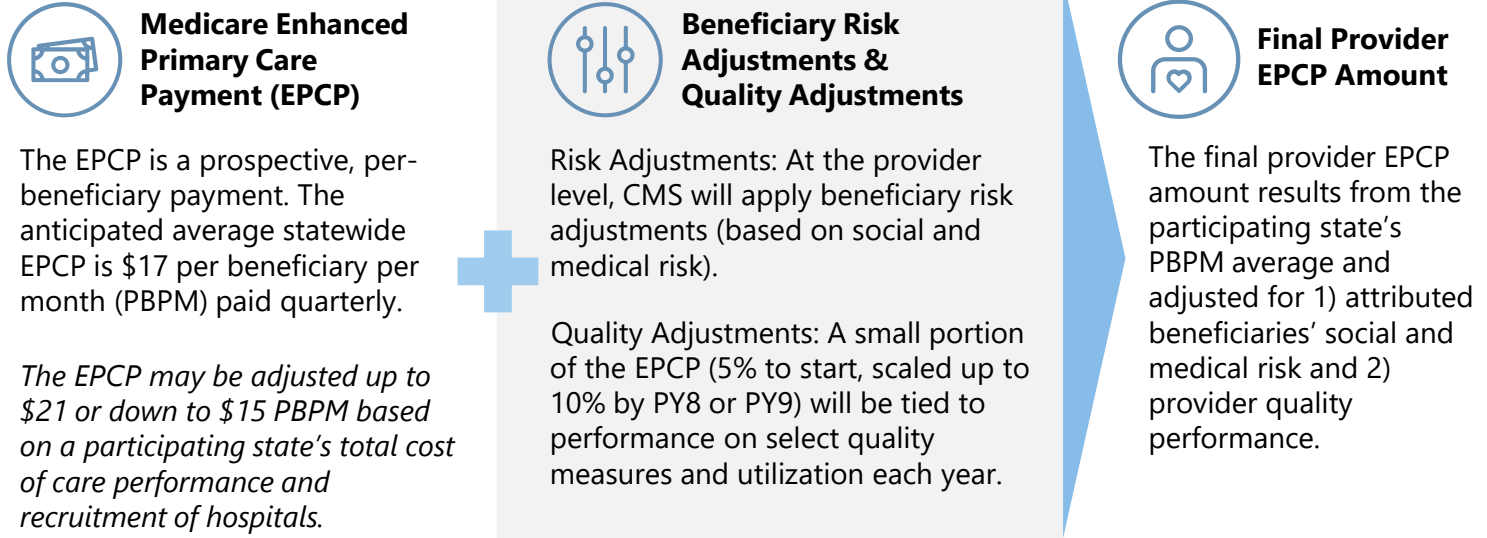 Medicare Enhanced
Primary Care
Payment (EPCP)
The EPCP is a prospective, per-
beneficiary payment. The
anticipated average statewide
EPCP is $17 per beneficiary per
month (PBPM) paid quarterly.
The EPCP may be adjusted up to
$21 or down to $15 PBPM based
on a participating state’s total cost
of care performance and
recruitment of hospitals.
Beneficiary Risk
Adjustments &
Quality Adjustments
Risk Adjustments: At the provider
level, CMS will apply beneficiary risk
adjustments (based on social and
medical risk).
Quality Adjustments: A small portion
of the EPCP (5% to start, scaled up to
10% by PY8 or PY9) will be tied to
performance on select quality
measures and utilization each year.
Final Provider
EPCP Amount
The final provider EPCP
amount results from the
participating state’s
PBPM average and
adjusted for 1) attributed
beneficiaries’ social and
medical risk and 2)
provider quality
performance.